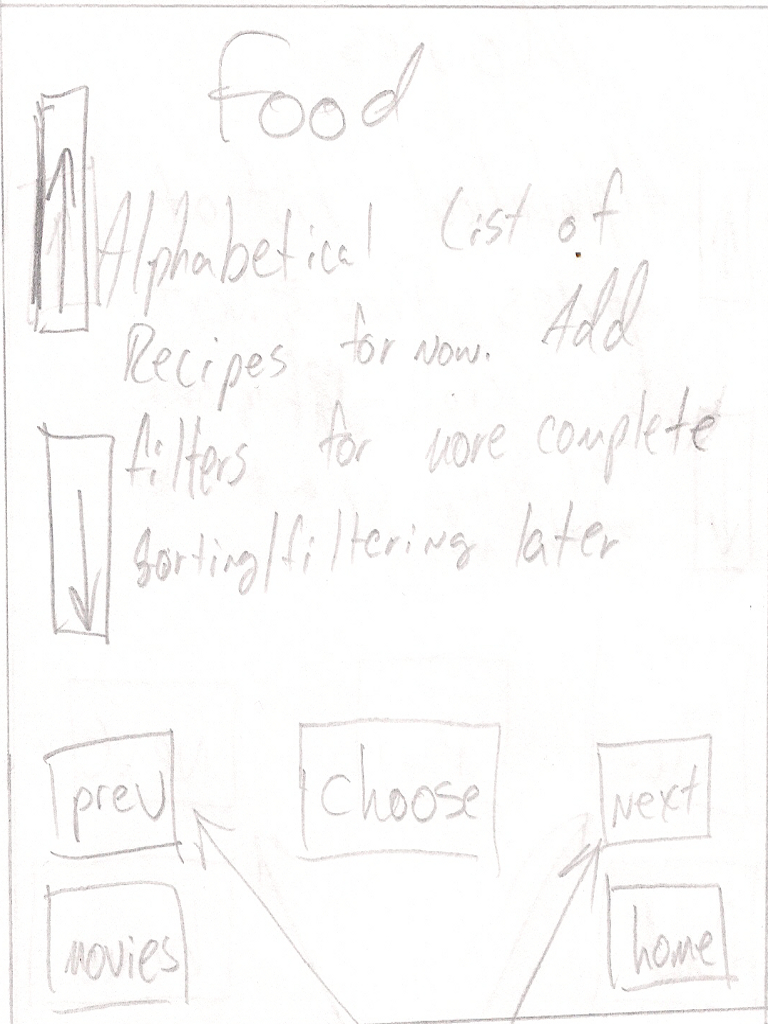 Food
Alphabetical list of
Recipes for now. Add
filters for more complete
sorting/filtering later
prev choose next
movies home